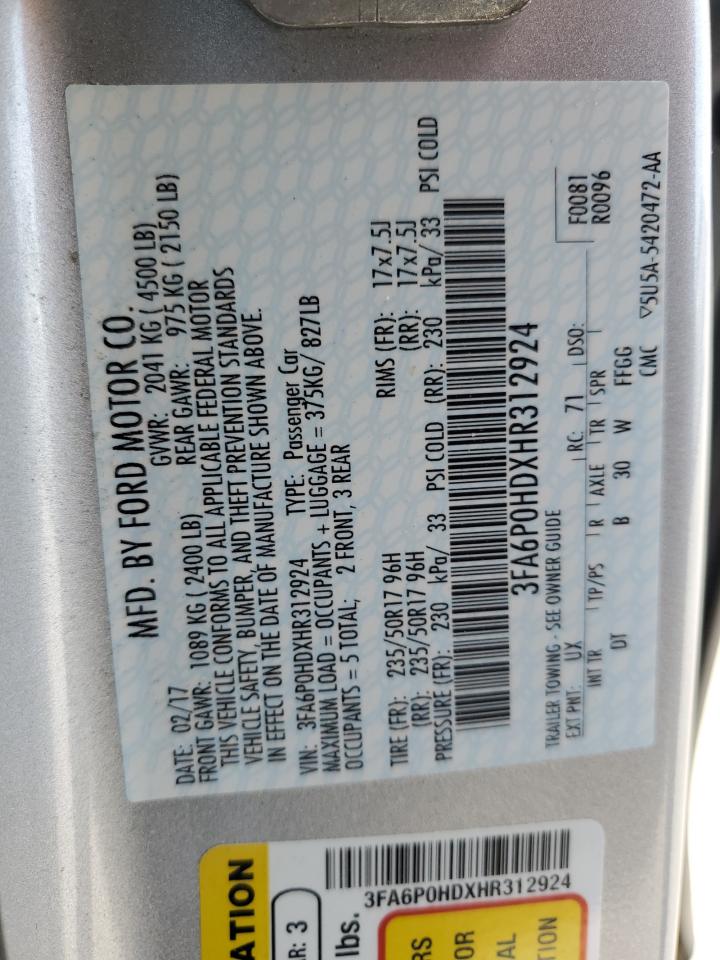 MFD. BY FORD MOTOR CO.
DATE: 02/17 GVWR: 2041 KG ( 4500 LB)
FRONT GAWR: 1089 KG ( 2400 LB) REAR GAWR: 975 KG ( 2150 LB)
THIS VEHICLE CONFORMS TO ALL APPLICABLE FEDERAL MOTOR
VEHICLE SAFETY, BUMPER, AND THEFT PREVENTION STANDARDS
IN EFFECT ON THE DATE OF MANUFACTURE SHOWN ABOVE.
VIN: 3FA6P0HDXHR312924 TYPE: Passenger Car
MAXIMUM LOAD = OCCUPANTS + LUGGAGE = 375KG/ 827LB
OCCUPANTS = 5 TOTAL; 2 FRONT, 3 REAR
TIRE (FR): 235/50R17 96H RIMS (FR): 17x7.5J
(RR): 235/50R17 96H (RR): 17x7.5J
PRESSURE (FR): 230 kPa/ 33 PSI COLD (RR): 230 kPa/ 33 PSI COLD
3FA6P0HDXHR312924
TRAILER TOWING - SEE OWNER GUIDE F0081
EXT PNT: UX RC: 71 DSO: R0096
INT TR TP/PS R AXLE TR SPR
DT B 30 W FFGG
CMC ▽5U5A-5420472-AA
ATION
AR: 3
lbs.
3FA6P0HDXHR312924
RS
OR
AL
TION